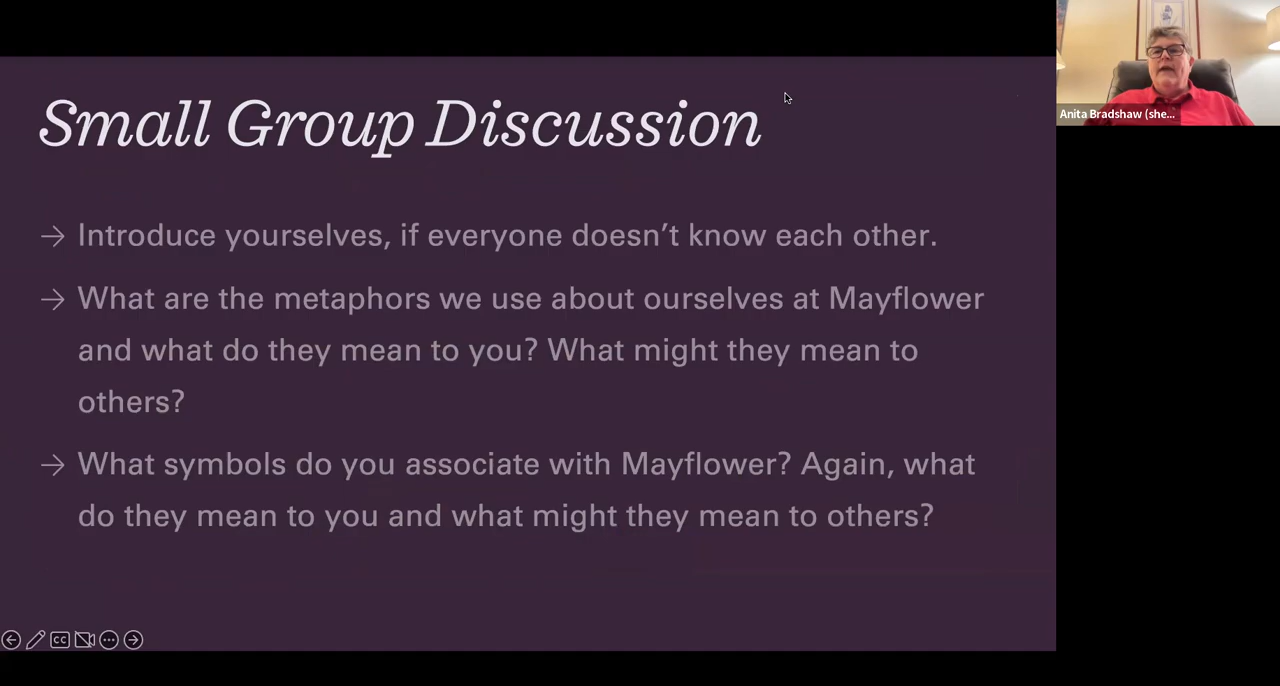 Small Group Discussion
→ Introduce yourselves, if everyone doesn’t know each other.
→ What are the metaphors we use about ourselves at Mayflower
and what do they mean to you? What might they mean to
others?
→ What symbols do you associate with Mayflower? Again, what
do they mean to you and what might they mean to others?
Anita Bradshaw (she...
CC